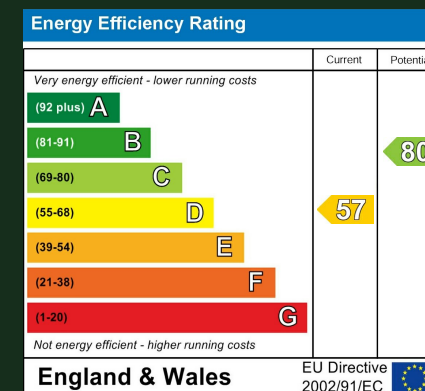 Energy Efficiency Rating
Current
Very energy efficient - lower running costs
(92 plus) A
(81-91) B
80
(69-80) C
(55-68) D
57
(39-54) E
(21-38) F
(1-20) G
Not energy efficient - higher running costs
England & Wales
EU Directive
2002/91/EC